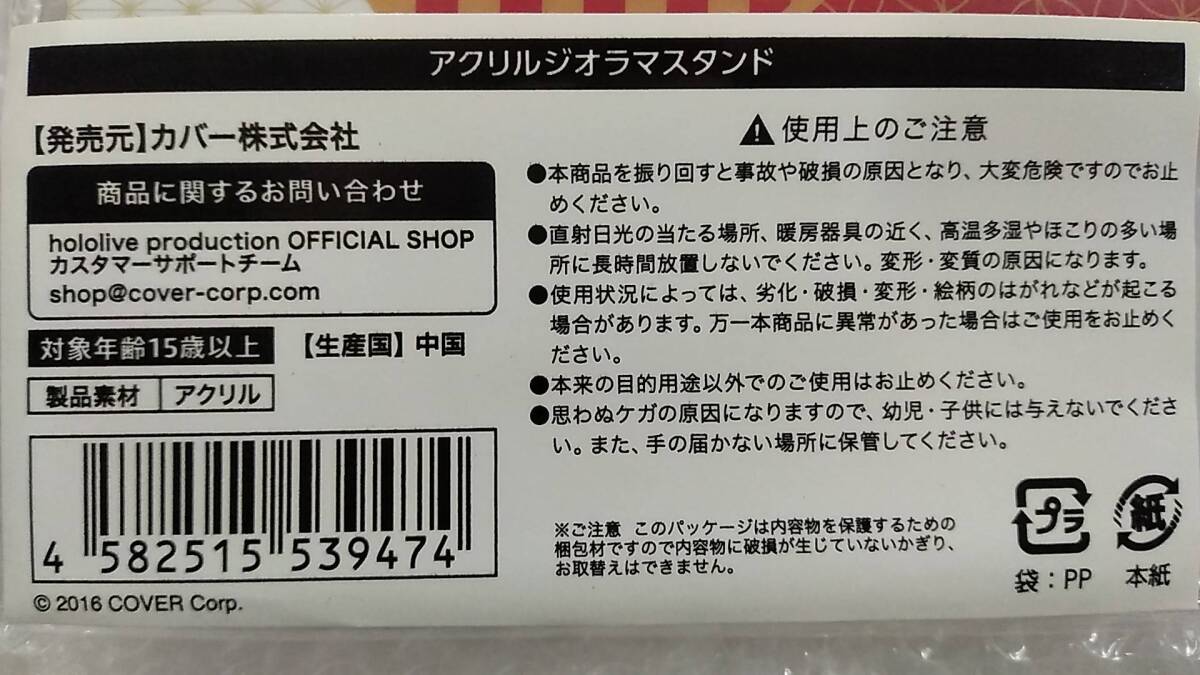 アクリルジオラマスタンド
【発売元】カバー株式会社
商品に関するお問い合わせ
hololive production OFFICIAL SHOP
カスタマーサポートチーム
shop@cover-corp.com
対象年齢15歳以上 【生産国】中国
製品素材 アクリル
4 582515 539474
© 2016 COVER Corp.
⚠使用上のご注意
●本商品を振り回すと事故や破損の原因となり、大変危険ですのでお止
めください。
●直射日光の当たる場所、暖房器具の近く、高温多湿やほこりの多い場
所に長時間放置しないでください。変形・変質の原因になります。
●使用状況によっては、劣化・破損・変形・絵柄のはがれなどが起こる
場合があります。万一本商品に異常があった場合はご使用をお止めく
ださい。
●本来の目的用途以外でのご使用はお止めください。
●思わぬケガの原因になりますので、幼児・子供には与えないでくださ
い。また、手の届かない場所に保管してください。
※ご注意 このパッケージは内容物を保護するための
梱包材ですので内容物に破損が生じていないかぎり、
お取替えはできません。
プラ 紙
袋：PP 本紙